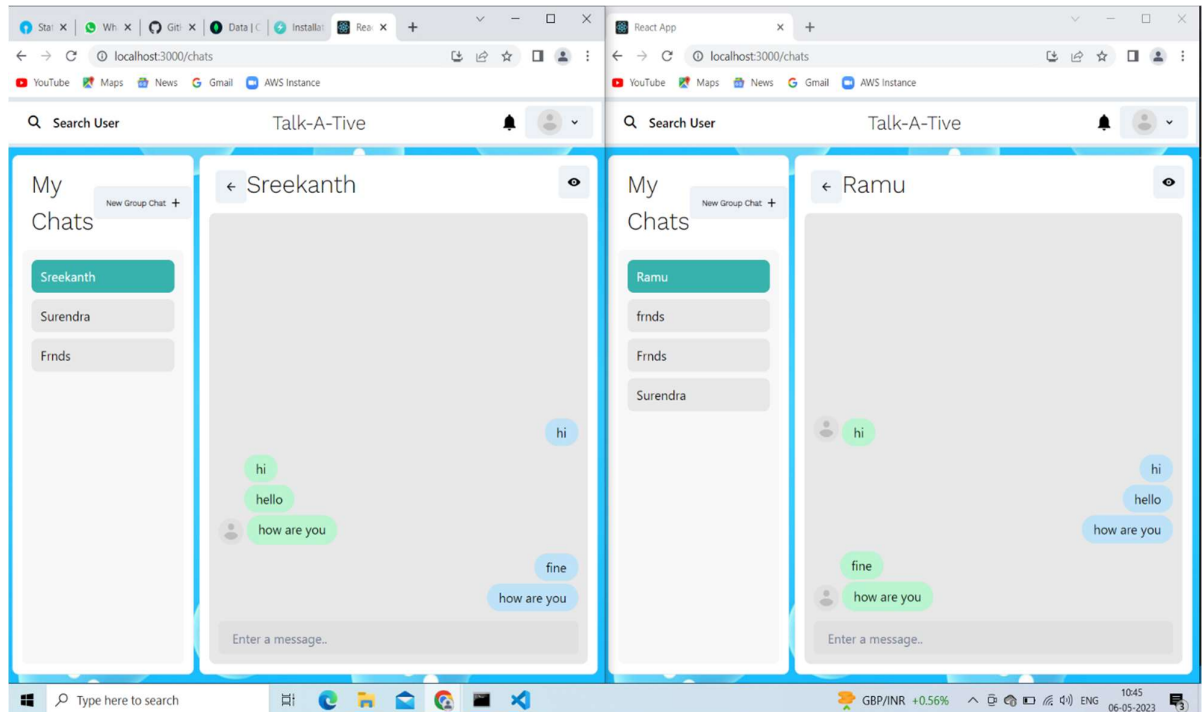 Star
Wh
Giti
Data | C
Installat
Reac
localhost:3000/chats
YouTube Maps News Gmail AWS Instance
Search User
Talk-A-Tive
My Chats
New Group Chat +
Sreekanth
Surendra
Frnds
Sreekanth
hi
hi
hello
how are you
fine
how are you
Enter a message..
React App
localhost:3000/chats
YouTube Maps News Gmail AWS Instance
Search User
Talk-A-Tive
My Chats
New Group Chat +
Ramu
frnds
Frnds
Surendra
Ramu
hi
hi
hello
how are you
fine
how are you
Enter a message..
Type here to search
GBP/INR +0.56%
ENG
10:45
06-05-2023
3